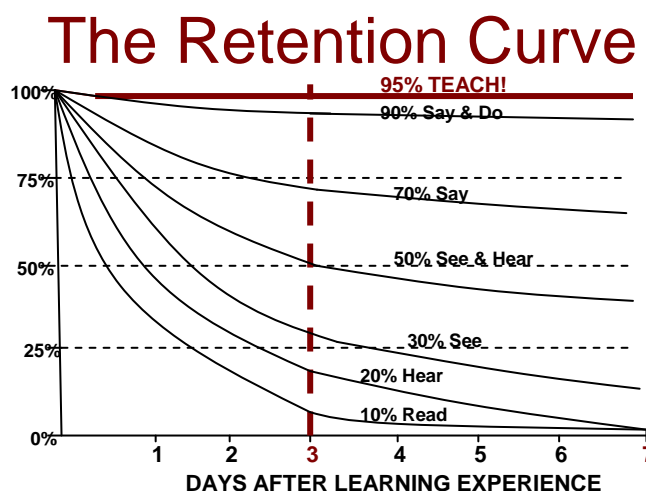 The Retention Curve
100%
95% TEACH!
90% Say & Do
75%
70% Say
50%
50% See & Hear
25%
30% See
20% Hear
10% Read
0%
1 2 3 4 5 6 7
DAYS AFTER LEARNING EXPERIENCE